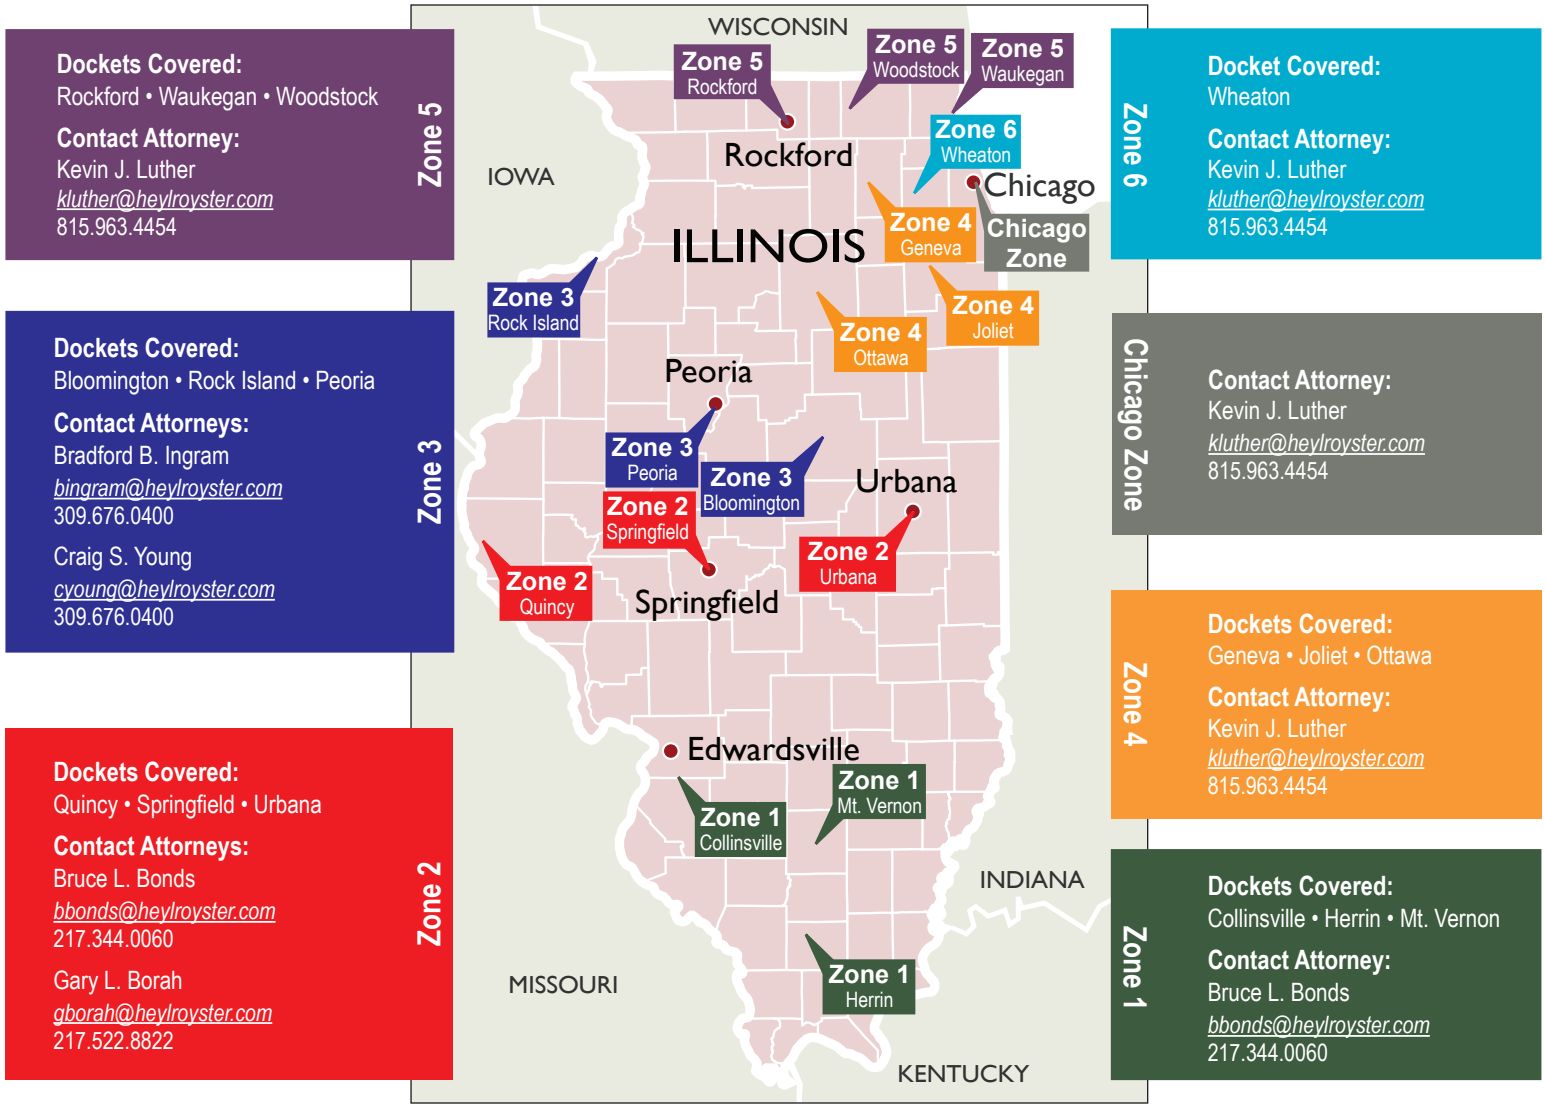 Dockets Covered:
Rockford • Waukegan • Woodstock
Contact Attorney:
Kevin J. Luther
kluther@heylroyster.com
815.963.4454
Zone 5
Dockets Covered:
Bloomington • Rock Island • Peoria
Contact Attorneys:
Bradford B. Ingram
bingram@heylroyster.com
309.676.0400
Craig S. Young
cyoung@heylroyster.com
309.676.0400
Zone 3
Dockets Covered:
Quincy • Springfield • Urbana
Contact Attorneys:
Bruce L. Bonds
bbonds@heylroyster.com
217.344.0060
Gary L. Borah
gborah@heylroyster.com
217.522.8822
Zone 2
WISCONSIN
Zone 5
Rockford
Zone 5
Woodstock
Zone 5
Waukegan
Rockford
Zone 6
Wheaton
IOWA
Chicago
Chicago
Zone
Zone 4
Geneva
ILLINOIS
Zone 3
Rock Island
Zone 4
Joliet
Zone 4
Ottawa
Peoria
Zone 3
Peoria
Zone 3
Bloomington
Urbana
Zone 2
Springfield
Zone 2
Urbana
Zone 2
Quincy
Springfield
Edwardsville
Zone 1
Mt. Vernon
Zone 1
Collinsville
INDIANA
Zone 1
Herrin
MISSOURI
KENTUCKY
Zone 6
Docket Covered:
Wheaton
Contact Attorney:
Kevin J. Luther
kluther@heylroyster.com
815.963.4454
Chicago Zone
Contact Attorney:
Kevin J. Luther
kluther@heylroyster.com
815.963.4454
Zone 4
Dockets Covered:
Geneva • Joliet • Ottawa
Contact Attorney:
Kevin J. Luther
kluther@heylroyster.com
815.963.4454
Zone 1
Dockets Covered:
Collinsville • Herrin • Mt. Vernon
Contact Attorney:
Bruce L. Bonds
bbonds@heylroyster.com
217.344.0060